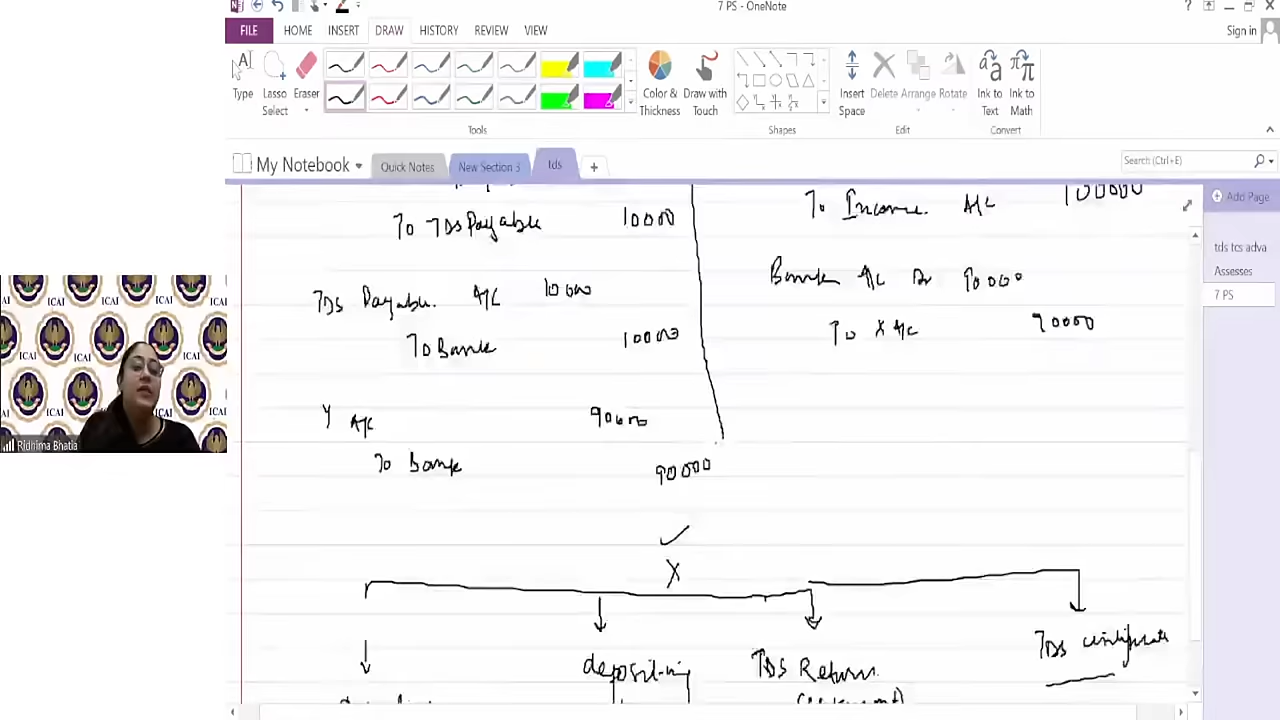 7 PS - OneNote
Sign in
FILE HOME INSERT DRAW HISTORY REVIEW VIEW
Type
Lasso Select
Eraser
Color & Thickness
Draw with Touch
Insert Space
Delete
Arrange
Rotate
Ink to Text
Ink to Math
Tools
Shapes
Edit
Convert
My Notebook
Quick Notes
New Section 3
tds
Search (Ctrl+E)
Add Page
tds tcs adva
Assesses
7 PS
To TDS Payable 10000
TDS Payable. A/c 10000
To Bank 10000
Y A/c 90000
To Bank 90000
To Income. A/c 100000
Bank A/c Dr 90000
To X A/c 90000
X
depositing
TDS Return
TDS certificate
ICAI
Ridhima Bhatia